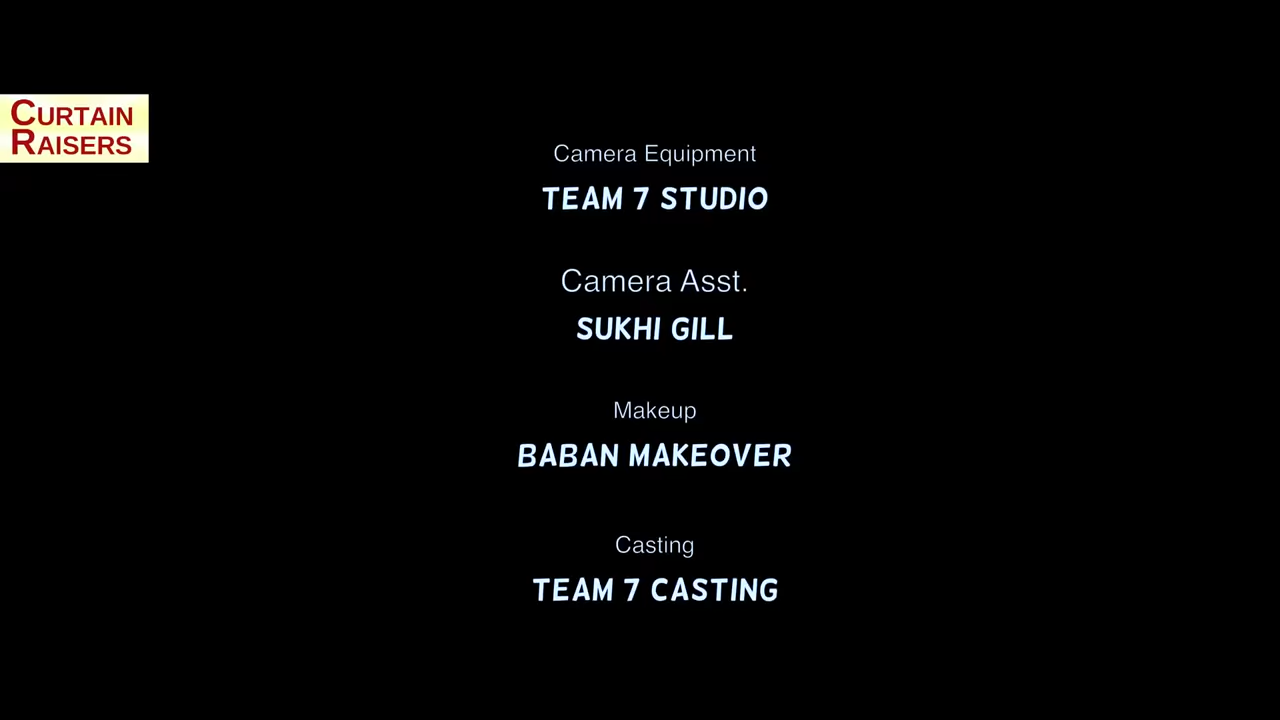 CURTAIN
RAISERS
Camera Equipment
TEAM 7 STUDIO
Camera Asst.
SUKHI GILL
Makeup
BABAN MAKEOVER
Casting
TEAM 7 CASTING